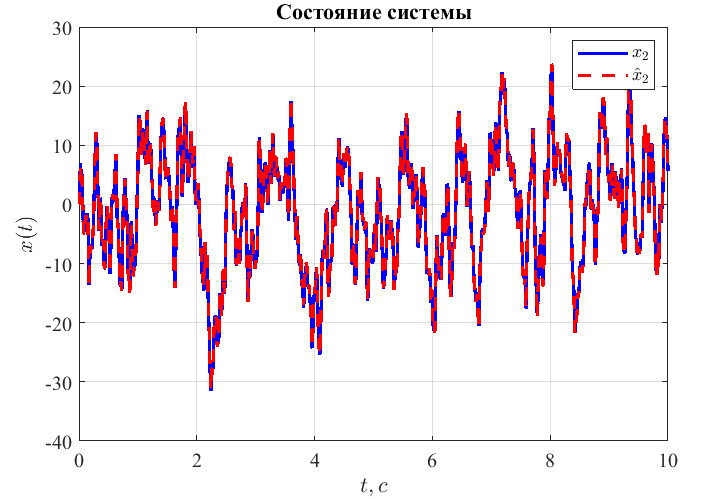 Состояние системы
30
20
10
0
-10
-20
-30
-40
x(t)
0 2 4 6 8 10
t, c
x₂
x̂₂